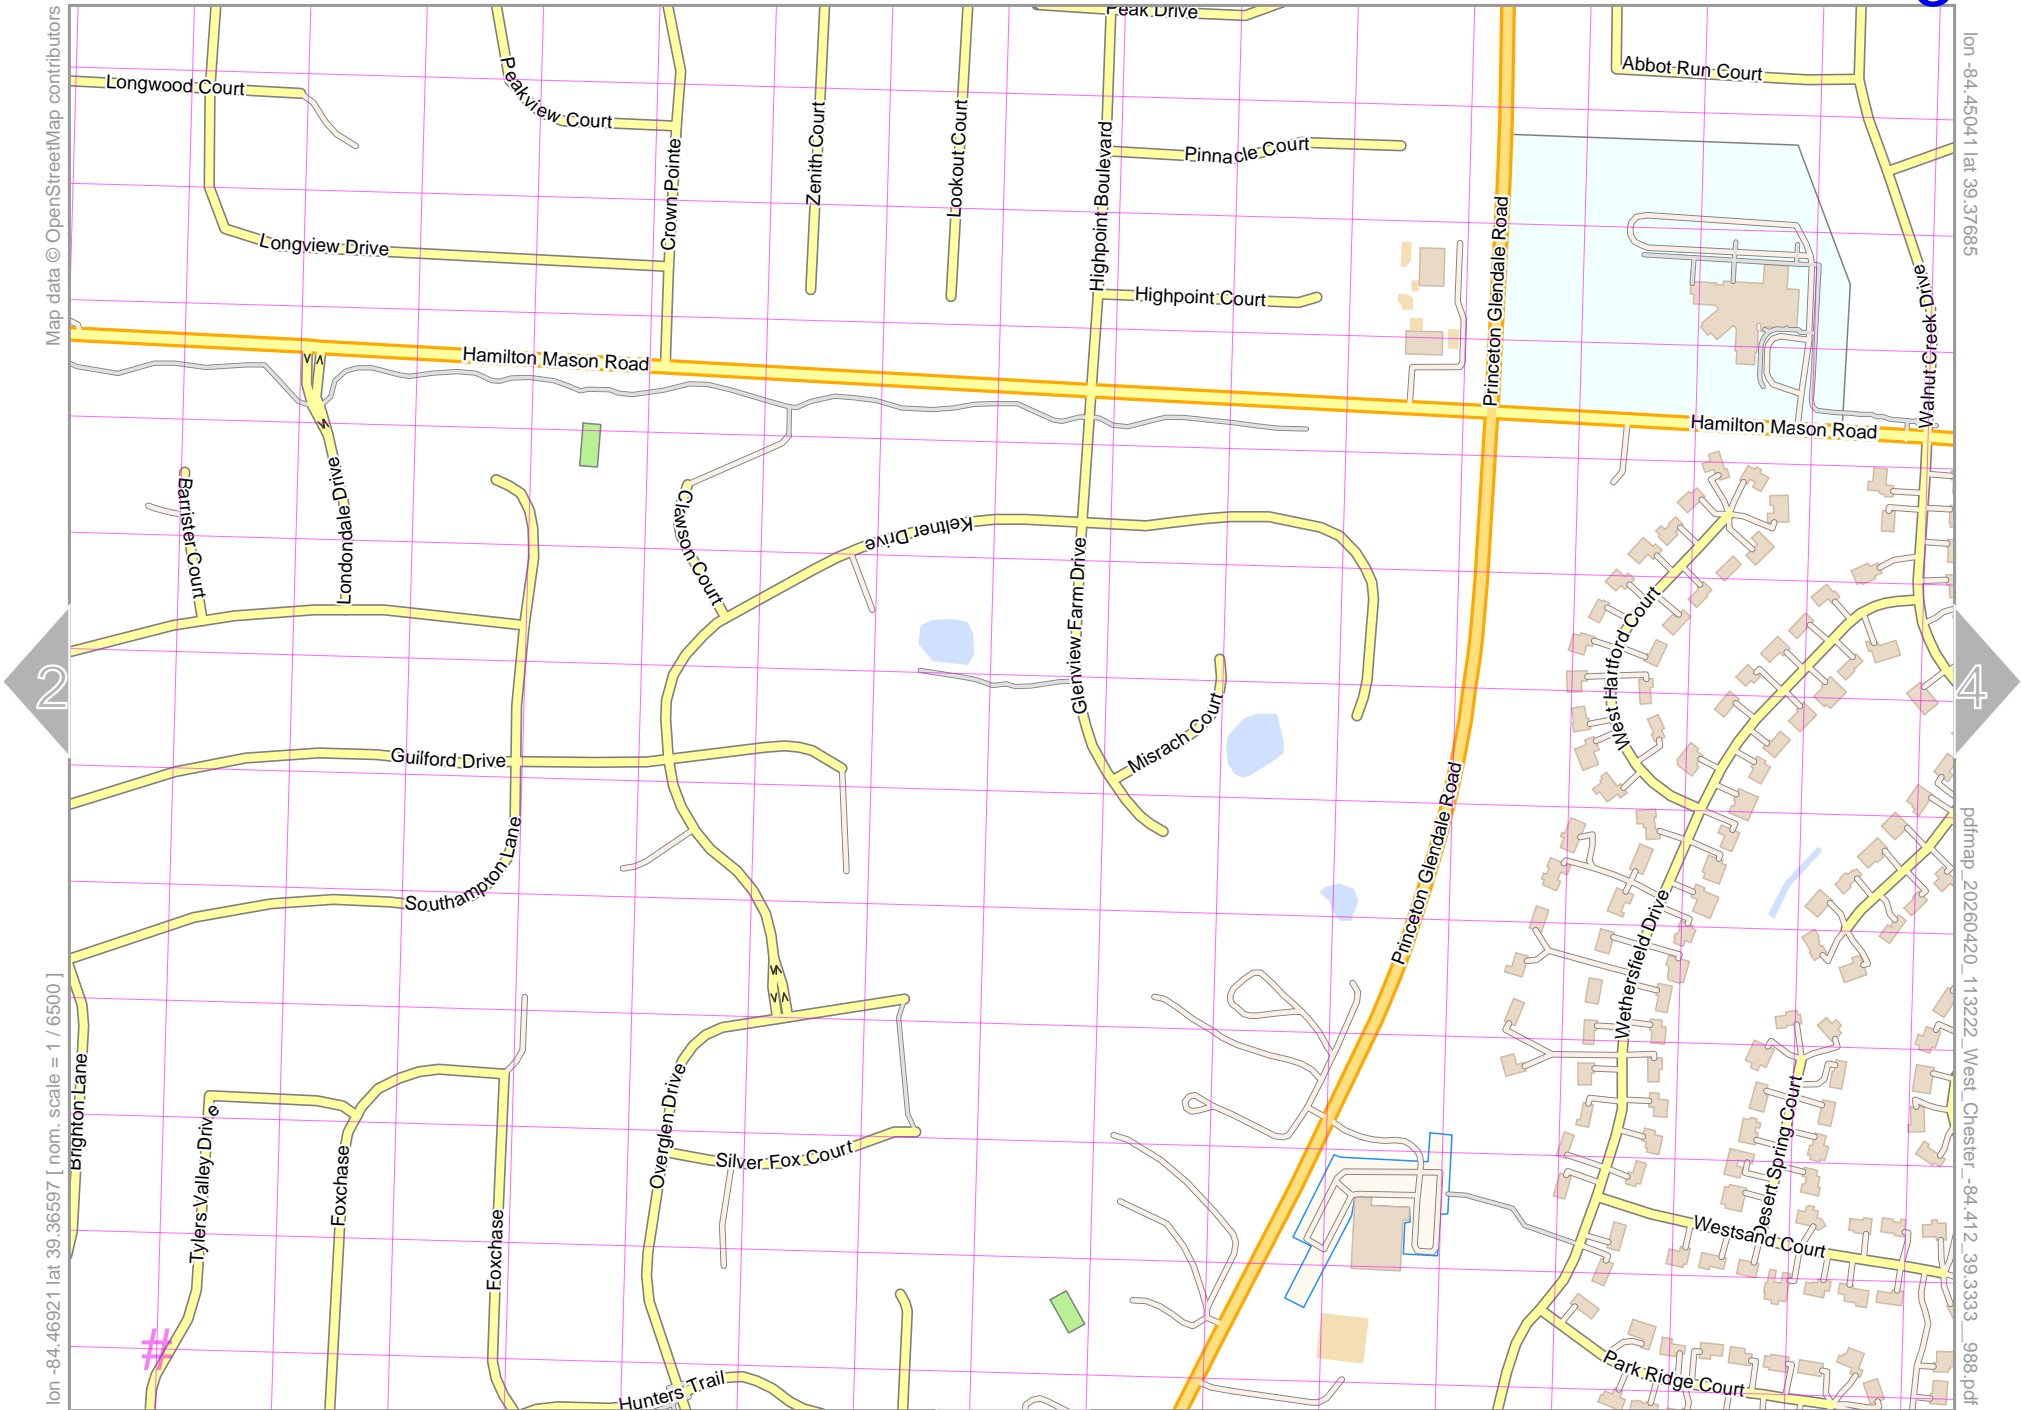 Peak Drive
Map data © OpenStreetMap contributors
lon -84.45041 lat 39.37685
Longwood Court
Peakview Court
Crown Pointe
Zenith Court
Lookout Court
Highpoint Boulevard
Pinnacle Court
Abbot Run Court
Longview Drive
Highpoint Court
Princeton Glendale Road
Walnut Creek Drive
Hamilton Mason Road
Hamilton Mason Road
Barrister Court
Londondale Drive
Clawson Court
Keltner Drive
Glenview Farm Drive
Misrach Court
West Hartford Court
2
4
Guilford Drive
Southampton Lane
Princeton Glendale Road
Wethersfield Drive
Brighton Lane
Tylers Valley Drive
Foxchase
Foxchase
Overglen Drive
Silver Fox Court
Desert Spring Court
Westsand Court
Park Ridge Court
Hunters Trail
#
lon -84.46921 lat 39.36597 [ nom. scale = 1 / 6500 ]
pdfmap_20260420_113222_West_Chester_-84.412_39.3333__988.pdf